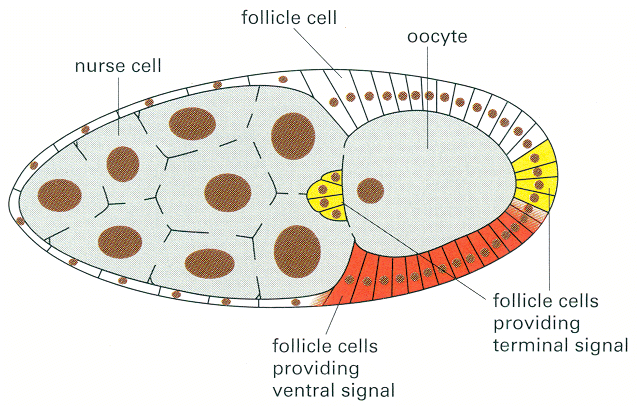 follicle cell
oocyte
nurse cell
follicle cells
providing
terminal signal
follicle cells
providing
ventral signal